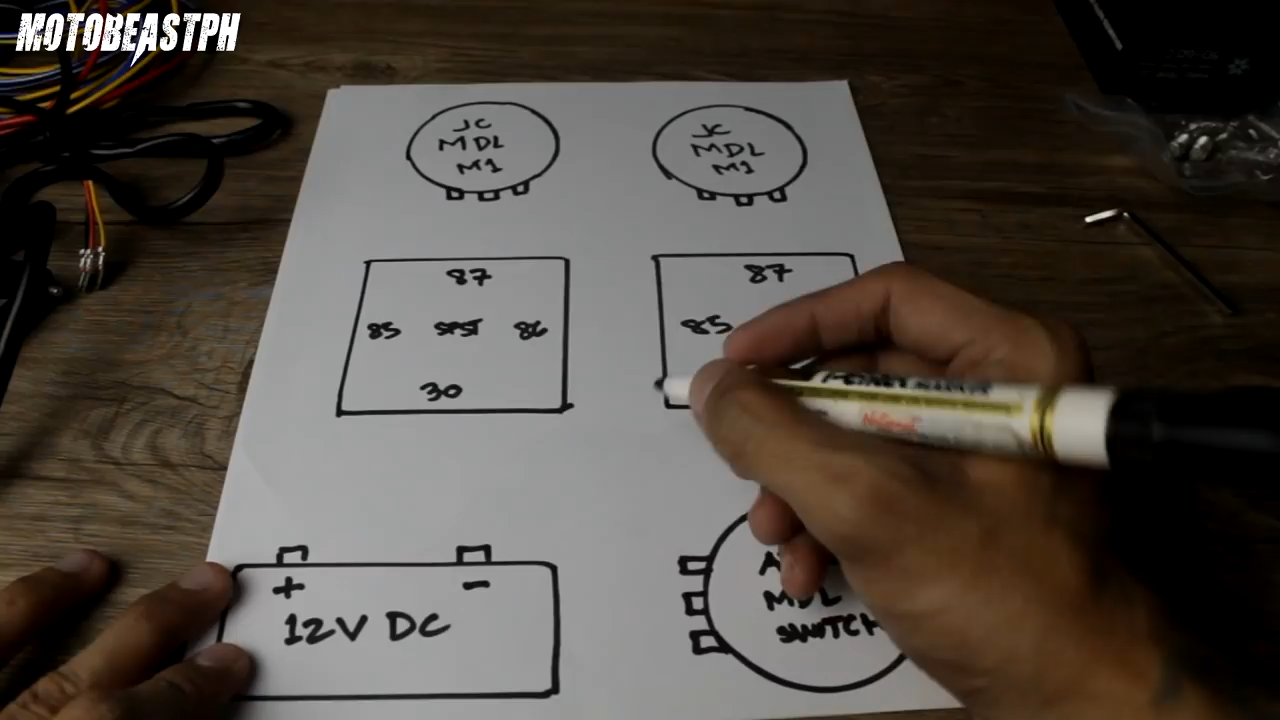 MOTOBEASTPH
JC
MDL
M1
JC
MDL
M1
87
85 SPST 86
30
87
85
+ -
12V DC
MDL
SWITCH